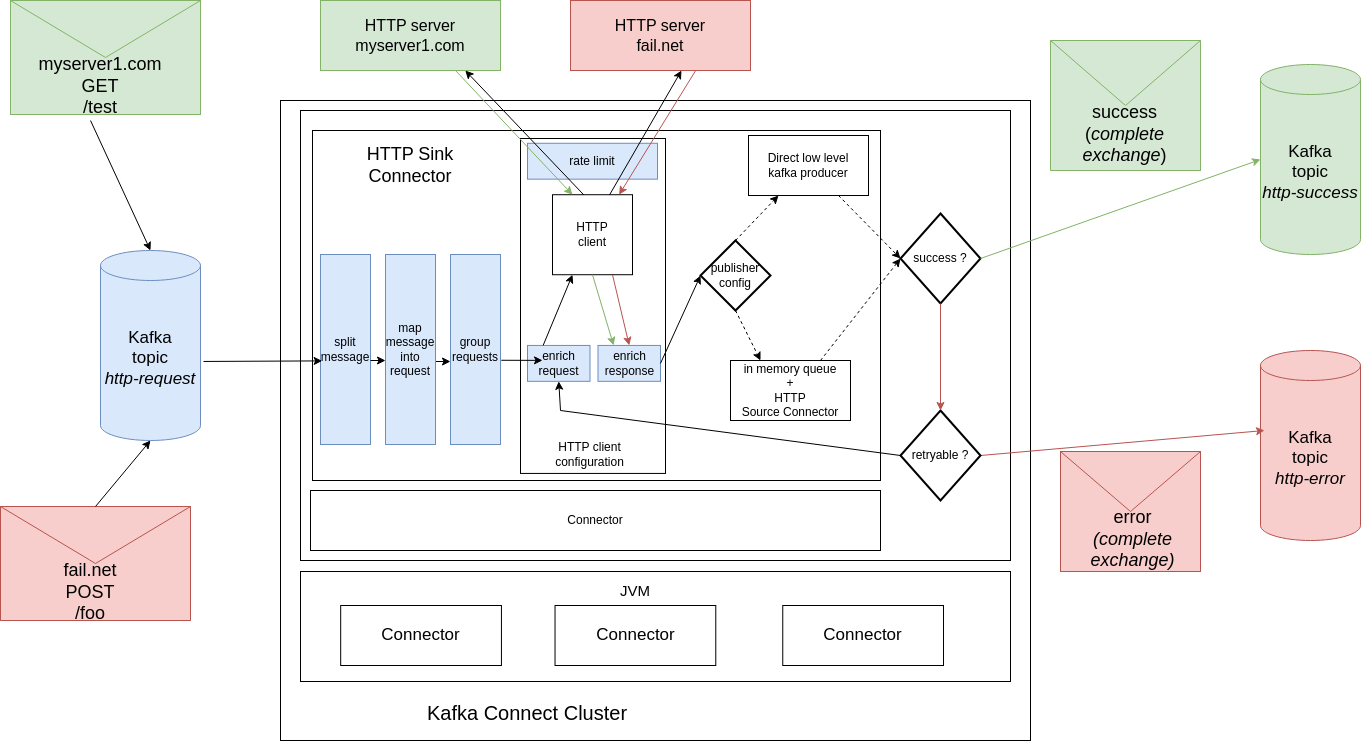 myserver1.com
GET
/test
HTTP server
myserver1.com
HTTP server
fail.net
success
(complete
exchange)
Kafka
topic
http-success
HTTP Sink
Connector
rate limit
HTTP
client
Direct low level
kafka producer
publisher
config
success ?
Kafka
topic
http-request
split
message
map
message
into
request
group
requests
enrich
request
enrich
response
in memory queue
+
HTTP
Source Connector
HTTP client
configuration
retryable ?
Kafka
topic
http-error
error
(complete
exchange)
fail.net
POST
/foo
Connector
JVM
Connector
Connector
Connector
Kafka Connect Cluster